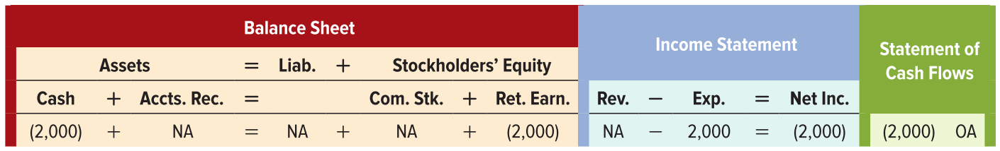 Balance Sheet Income Statement Statement of Cash Flows
Assets = Liab. + Stockholders’ Equity
Cash + Accts. Rec. = Com. Stk. + Ret. Earn. Rev. − Exp. = Net Inc.
(2,000) + NA = NA + NA + (2,000) NA − 2,000 = (2,000) (2,000) OA